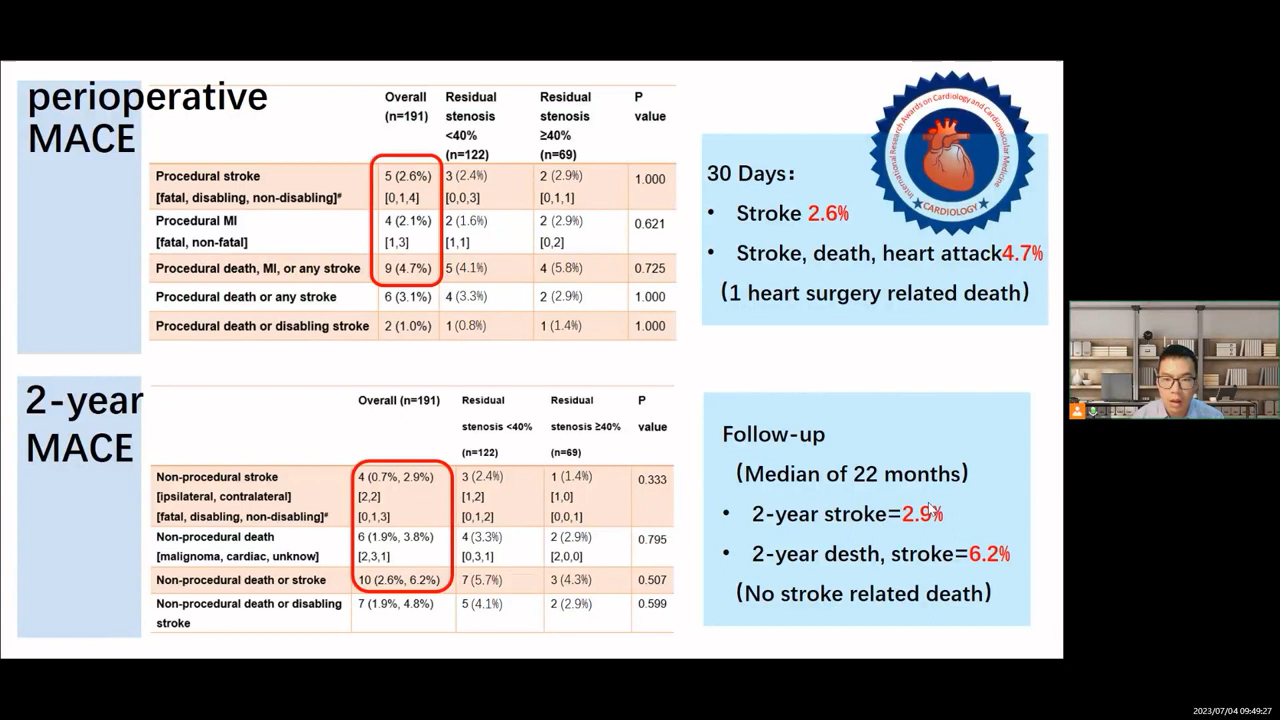 perioperative
MACE
Overall
(n=191)
Residual
stenosis
<40%
(n=122)
Residual
stenosis
≥40%
(n=69)
P
value
Procedural stroke
[fatal, disabling, non-disabling]#
5 (2.6%)
[0,1,4]
3 (2.4%)
[0,0,3]
2 (2.9%)
[0,1,1]
1.000
Procedural MI
[fatal, non-fatal]
4 (2.1%)
[1,3]
2 (1.6%)
[1,1]
2 (2.9%)
[0,2]
0.621
Procedural death, MI, or any stroke 9 (4.7%) 5 (4.1%) 4 (5.8%) 0.725
Procedural death or any stroke 6 (3.1%) 4 (3.3%) 2 (2.9%) 1.000
Procedural death or disabling stroke 2 (1.0%) 1 (0.8%) 1 (1.4%) 1.000
International Research Awards on Cardiology and Cardiovascular Medicine
CARDIOLOGY
30 Days：
• Stroke 2.6%
• Stroke, death, heart attack4.7%
(1 heart surgery related death)
2-year
MACE
Overall (n=191)
Residual
stenosis <40%
(n=122)
Residual
stenosis ≥40%
(n=69)
P
value
Non-procedural stroke
[ipsilateral, contralateral]
[fatal, disabling, non-disabling]#
4 (0.7%, 2.9%)
[2,2]
[0,1,3]
3 (2.4%)
[1,2]
[0,1,2]
1 (1.4%)
[1,0]
[0,0,1]
0.333
Non-procedural death
[malignoma, cardiac, unknow]
6 (1.9%, 3.8%)
[2,3,1]
4 (3.3%)
[0,3,1]
2 (2.9%)
[2,0,0]
0.795
Non-procedural death or stroke 10 (2.6%, 6.2%) 7 (5.7%) 3 (4.3%) 0.507
Non-procedural death or disabling
stroke
7 (1.9%, 4.8%) 5 (4.1%) 2 (2.9%) 0.599
Follow-up
(Median of 22 months)
• 2-year stroke=2.9%
• 2-year desth, stroke=6.2%
(No stroke related death)
2023/07/04 09:49:27